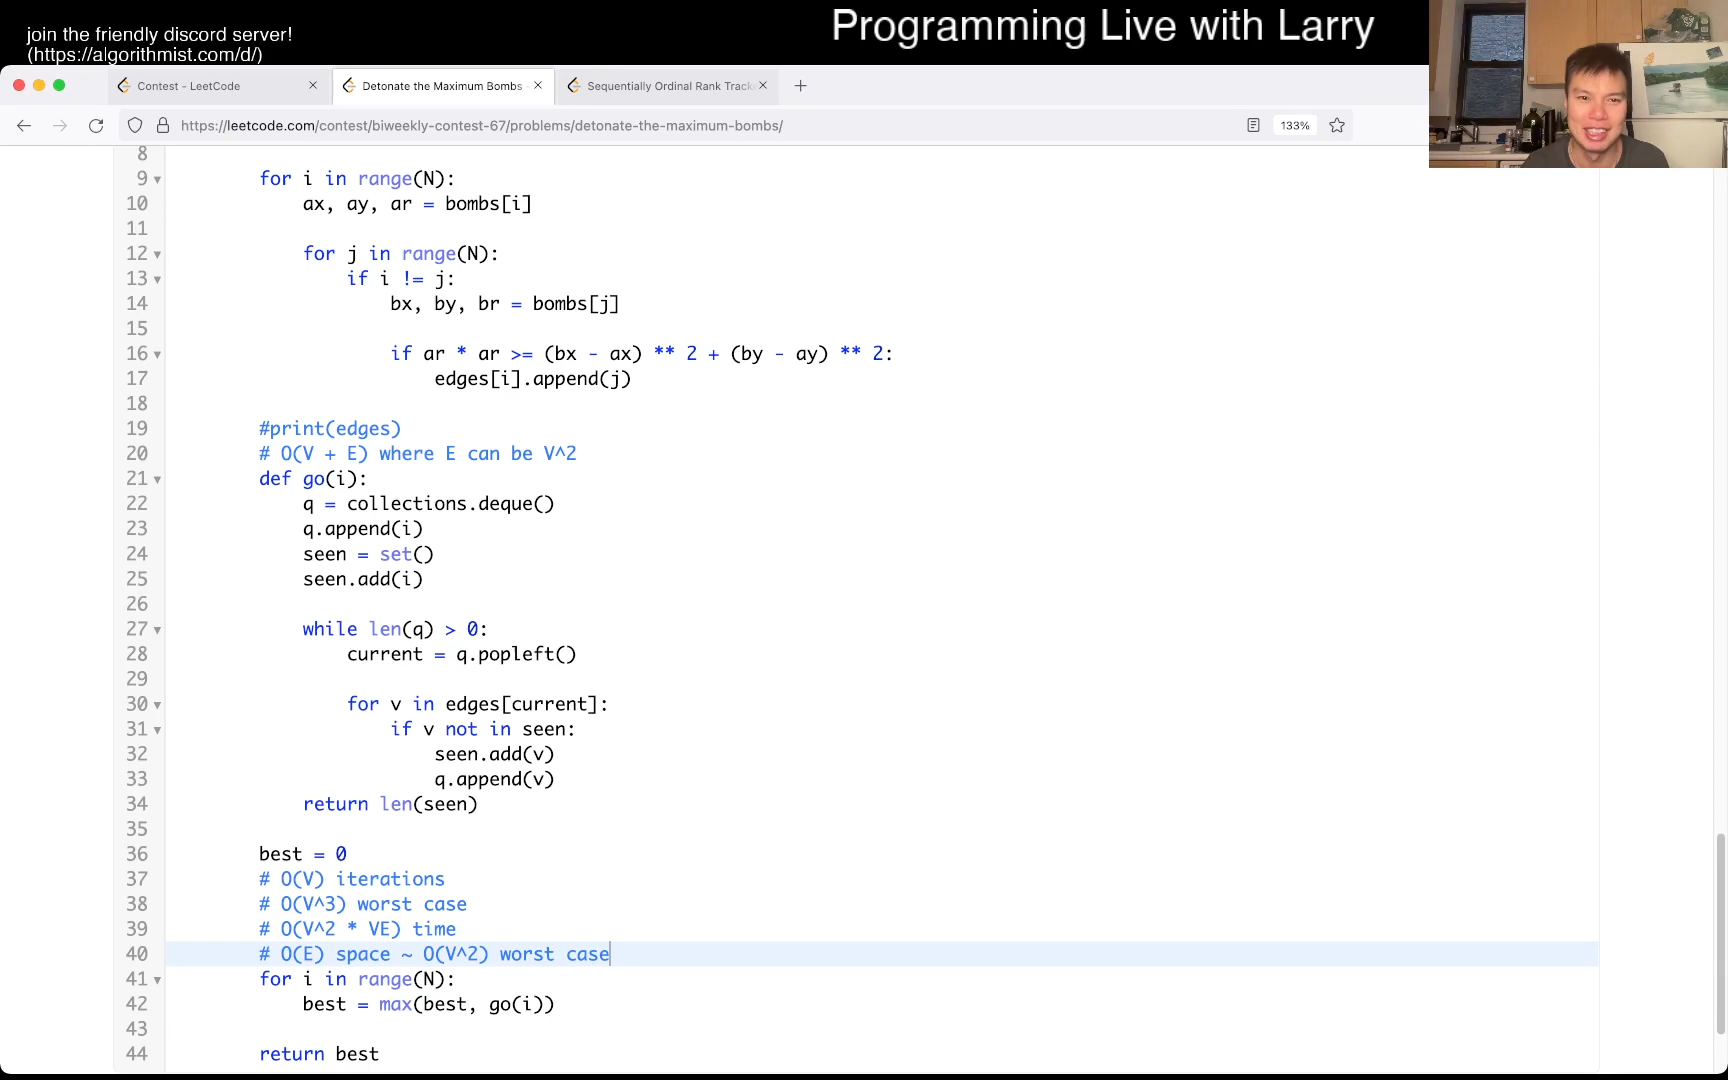 join the friendly discord server!
(https://algorithmist.com/d/)
Programming Live with Larry
Contest - LeetCode
Detonate the Maximum Bombs -
Sequentially Ordinal Rank Track
https://leetcode.com/contest/biweekly-contest-67/problems/detonate-the-maximum-bombs/
133%
8
9 for i in range(N):
10 ax, ay, ar = bombs[i]
11
12 for j in range(N):
13 if i != j:
14 bx, by, br = bombs[j]
15
16 if ar * ar >= (bx - ax) ** 2 + (by - ay) ** 2:
17 edges[i].append(j)
18
19 #print(edges)
20 # O(V + E) where E can be V^2
21 def go(i):
22 q = collections.deque()
23 q.append(i)
24 seen = set()
25 seen.add(i)
26
27 while len(q) > 0:
28 current = q.popleft()
29
30 for v in edges[current]:
31 if v not in seen:
32 seen.add(v)
33 q.append(v)
34 return len(seen)
35
36 best = 0
37 # O(V) iterations
38 # O(V^3) worst case
39 # O(V^2 * VE) time
40 # O(E) space ~ O(V^2) worst case
41 for i in range(N):
42 best = max(best, go(i))
43
44 return best